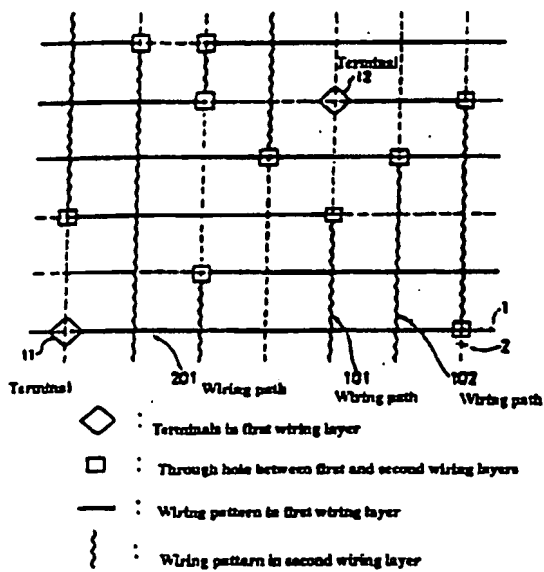 Terminal
12
1
2
11
201
101
102
Terminal
Wiring path
Wiring path
Wiring path
: Terminals in first wiring layer
: Through hole between first and second wiring layers
: Wiring pattern in first wiring layer
: Wiring pattern in second wiring layer